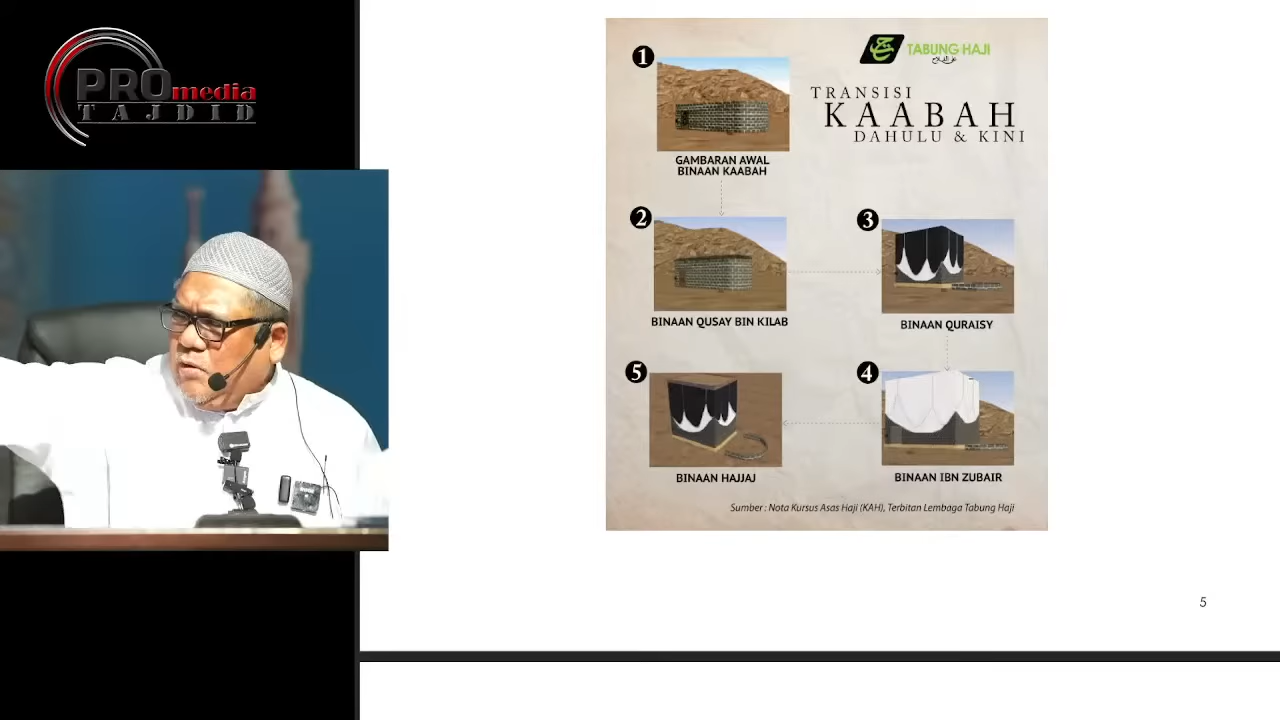 PROmedia
TAJDID
TABUNG HAJI
TRANSISI
KAABAH
DAHULU & KINI
1
GAMBARAN AWAL
BINAAN KAABAH
2
BINAAN QUSAY BIN KILAB
3
BINAAN QURAISY
5
BINAAN HAJJAJ
4
BINAAN IBN ZUBAIR
Sumber : Nota Kursus Asas Haji (KAH), Terbitan Lembaga Tabung Haji
5